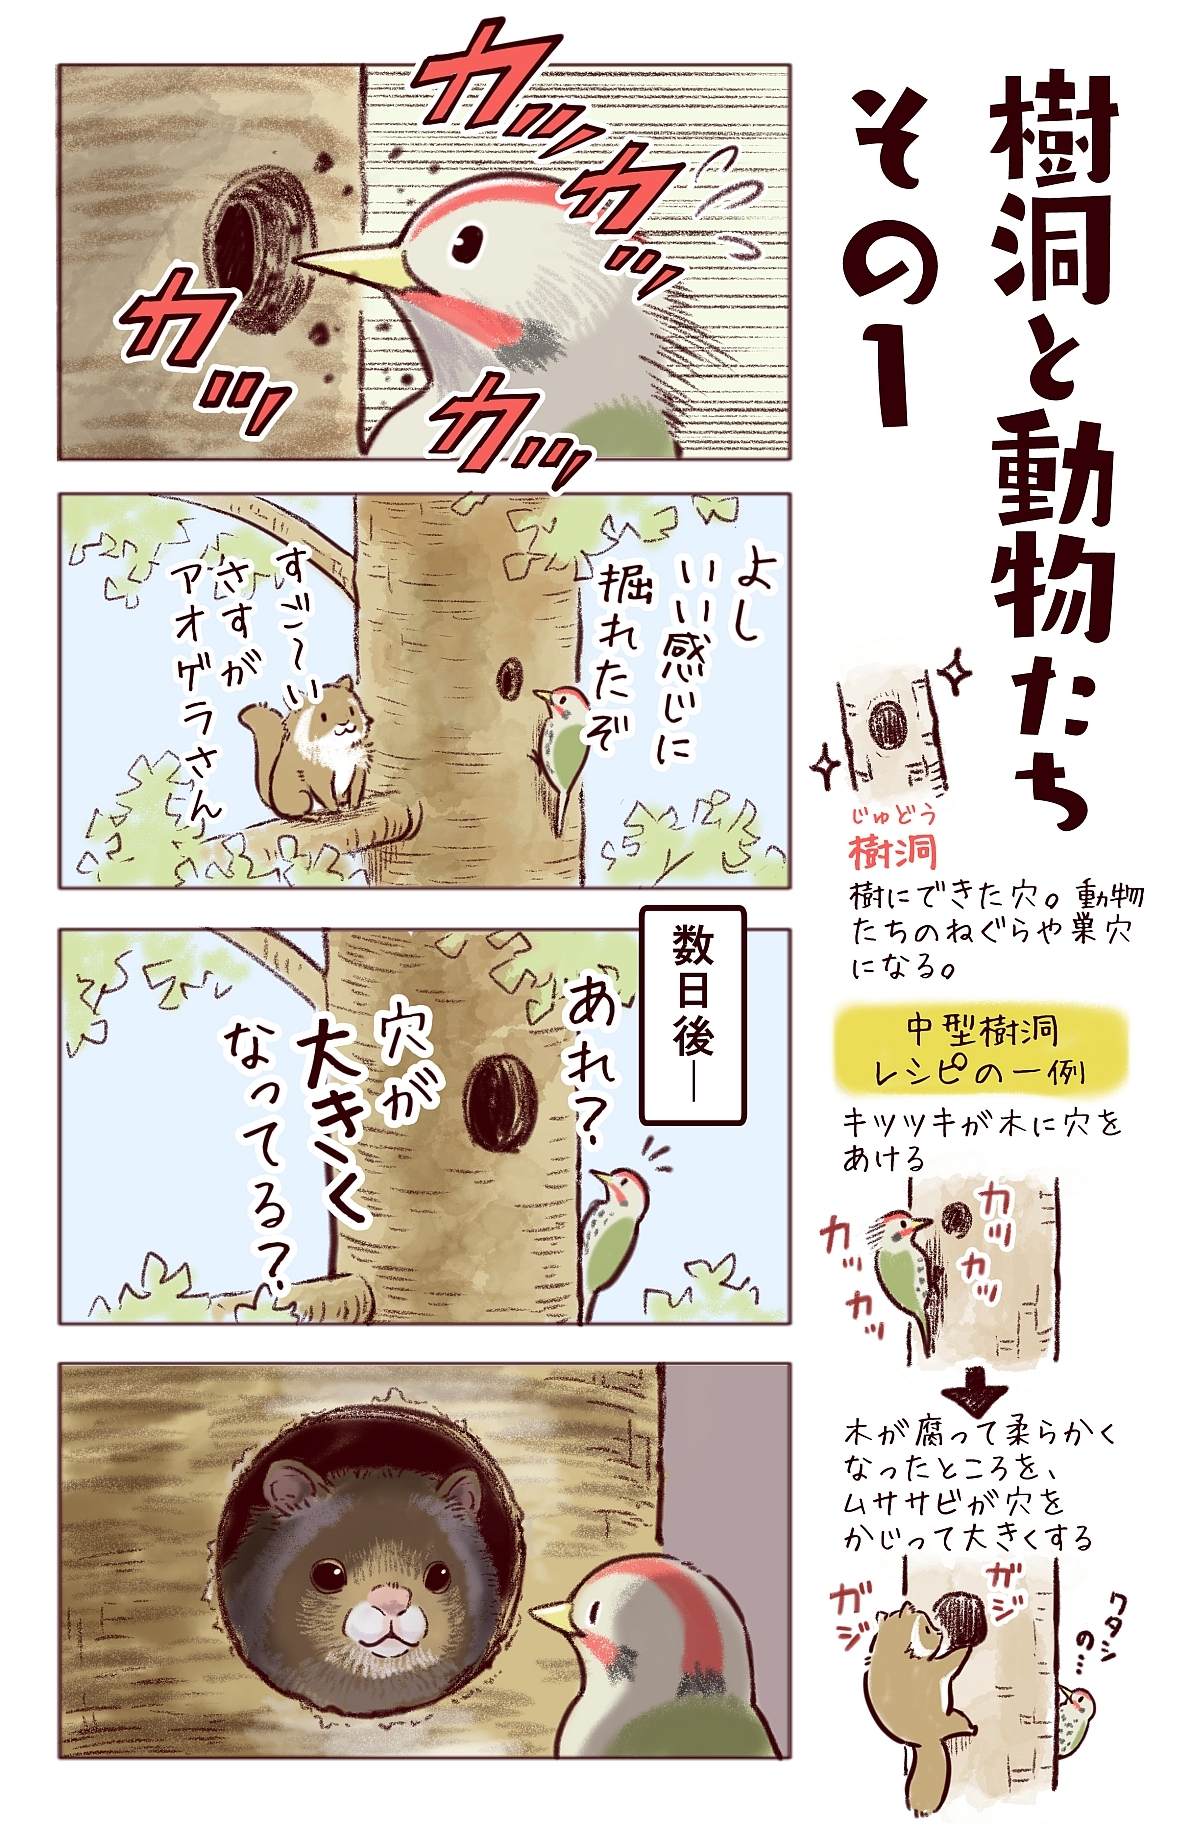 樹洞と動物たち
その1
カッ
カッ
カッ
カッ
よし
いい感じに
掘れたぞ
すご〜い
さすが
アオゲラさん
数日後―
あれ?
穴が
大きく
なってる?
じゅどう
樹洞
樹にできた穴。動物
たちのねぐらや巣穴
になる。
中型樹洞
レシピの一例
キツツキが木に穴を
あける
カッ
カッ
カッ
カッ
木が腐って柔らかく
なったところを、
ムササビが穴を
かじって大きくする
ガジ
ガジ
ワタシ
の…